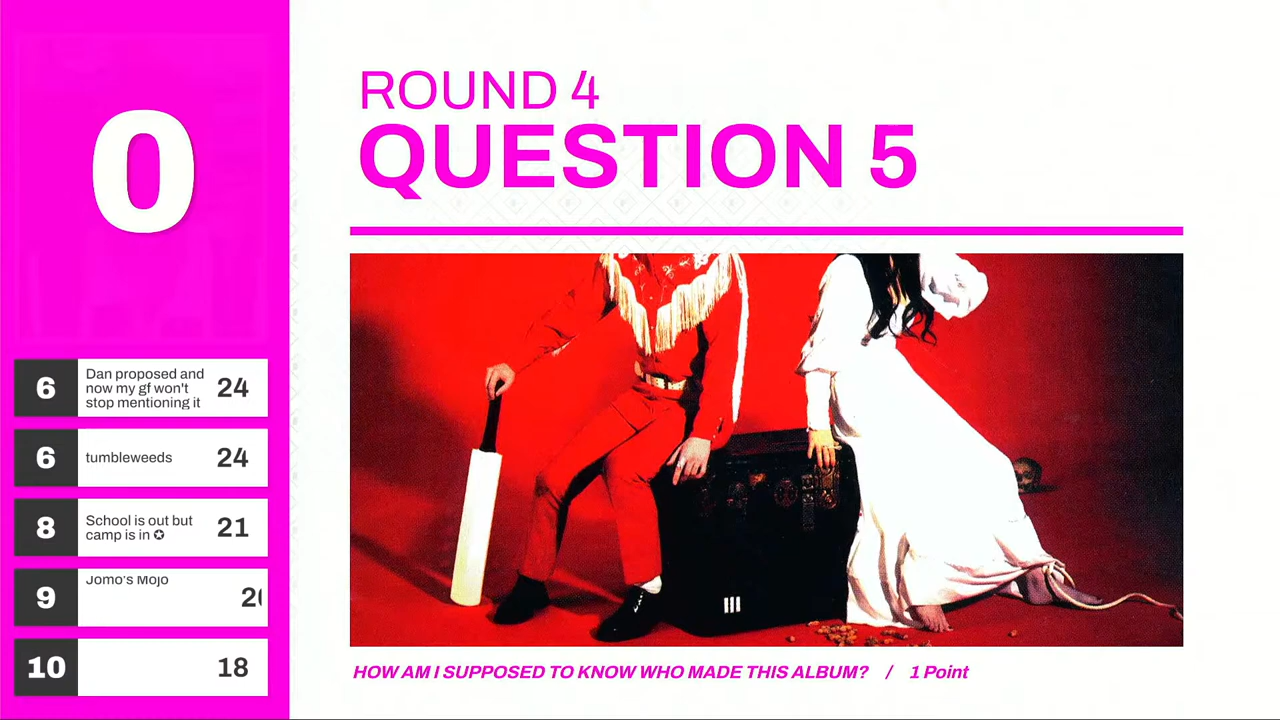 0
ROUND 4
QUESTION 5
6 Dan proposed and 24
now my gf won't
stop mentioning it
6 tumbleweeds 24
8 School is out but 21
camp is in ✪
9 Jomo's Mojo
10 18
HOW AM I SUPPOSED TO KNOW WHO MADE THIS ALBUM? / 1 Point